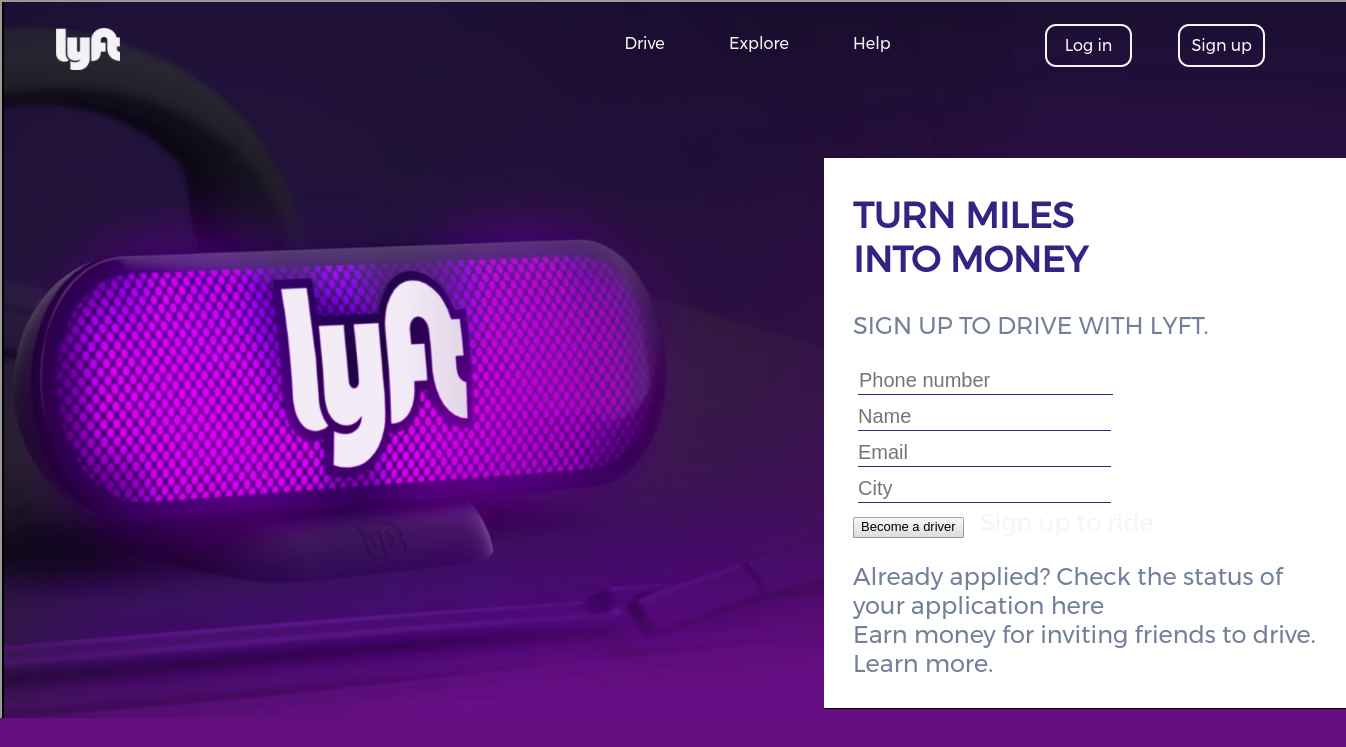 lyft
Drive
Explore
Help
Log in
Sign up
TURN MILES
INTO MONEY
SIGN UP TO DRIVE WITH LYFT.
lyft
Phone number
Name
Email
City
Become a driver
Sign up to ride
lyft
Already applied? Check the status of
your application here
Earn money for inviting friends to drive.
Learn more.